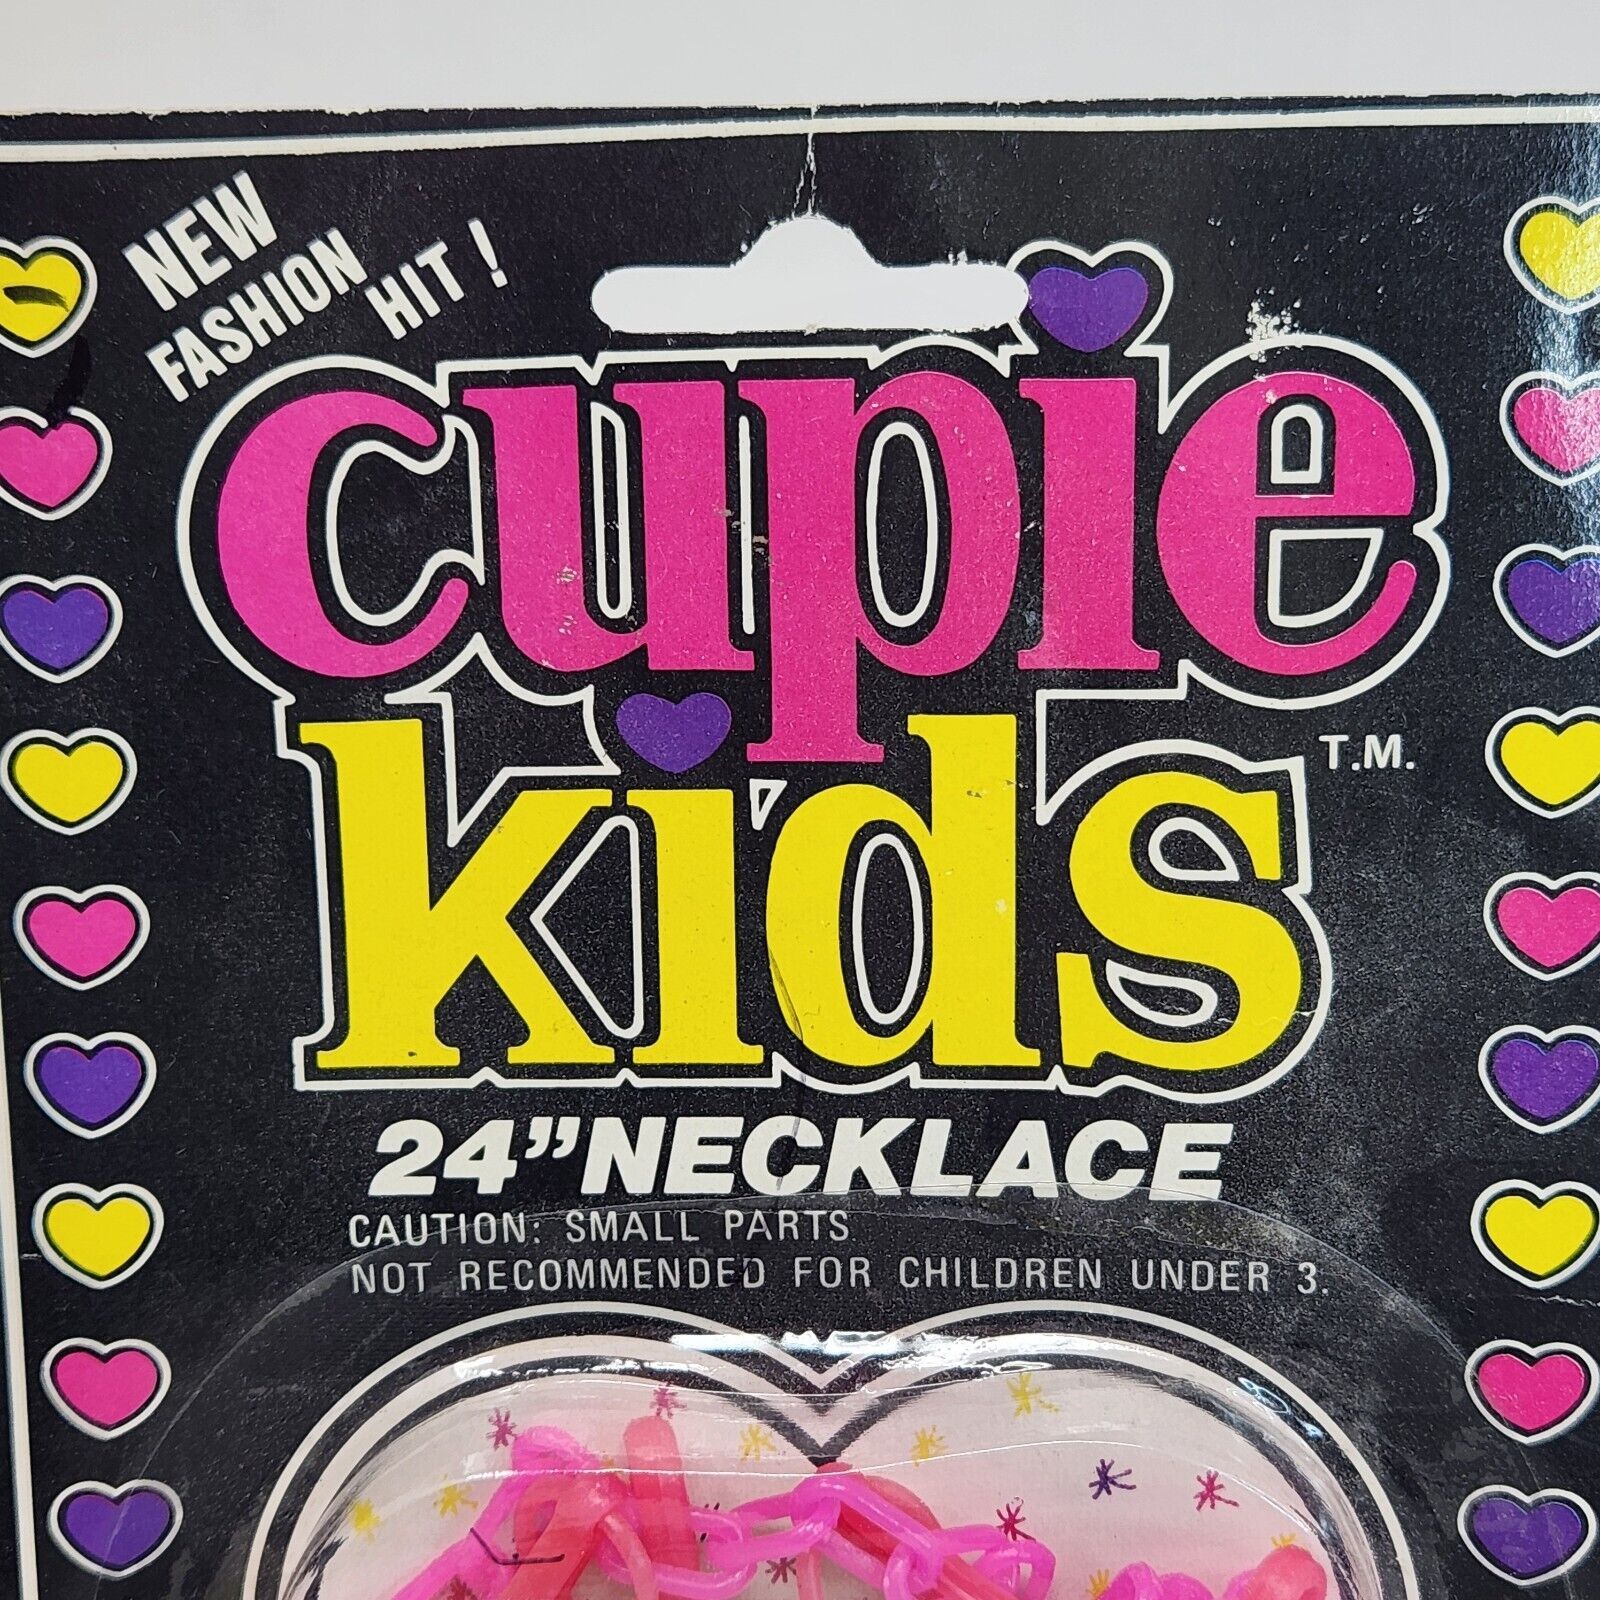 NEW
FASHION
HIT !
cupie
kids T.M.
24”NECKLACE
CAUTION: SMALL PARTS
NOT RECOMMENDED FOR CHILDREN UNDER 3.